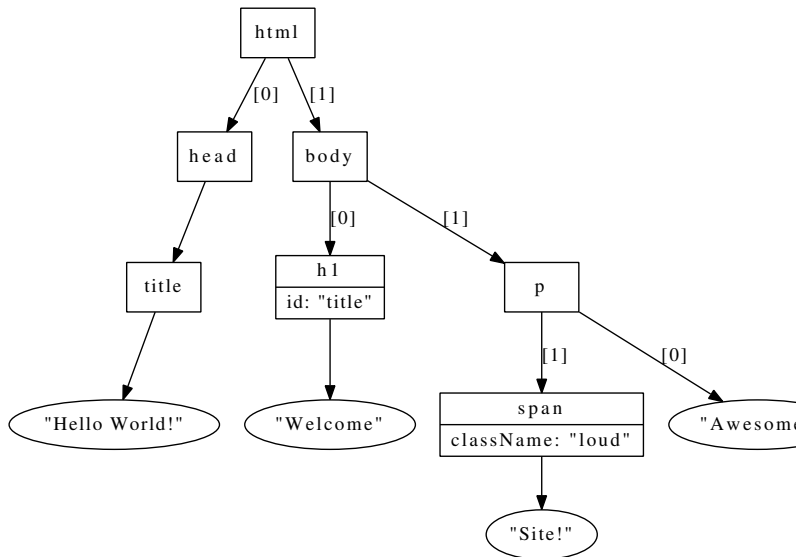 html
[0]
[1]
head
body
[0]
[1]
title
h1
id: "title"
p
[1]
[0]
"Hello World!"
"Welcome"
span
className: "loud"
"Awesome
"Site!"